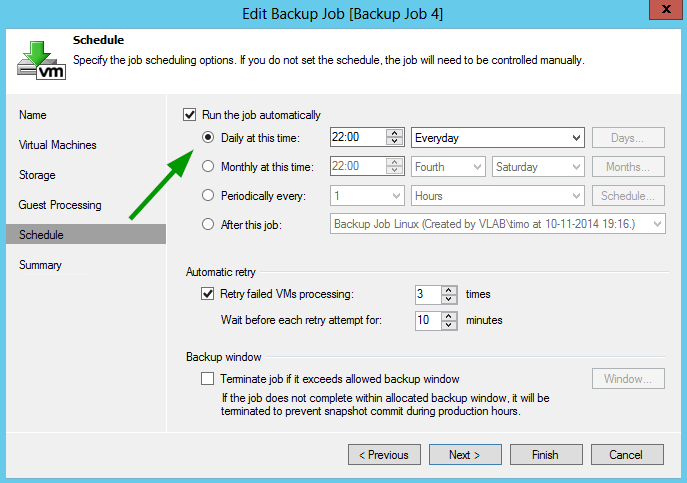 Edit Backup Job [Backup Job 4]
x
Schedule
Specify the job scheduling options. If you do not set the schedule, the job will need to be controlled manually.
vm
Name
Virtual Machines
Storage
Guest Processing
Schedule
Summary
Run the job automatically
Daily at this time: 22:00 Everyday Days...
Monthly at this time: 22:00 Fourth Saturday Months...
Periodically every: 1 Hours Schedule...
After this job: Backup Job Linux (Created by VLAB\timo at 10-11-2014 19:16.)
Automatic retry
Retry failed VMs processing: 3 times
Wait before each retry attempt for: 10 minutes
Backup window
Terminate job if it exceeds allowed backup window Window...
If the job does not complete within allocated backup window, it will be
terminated to prevent snapshot commit during production hours.
< Previous Next > Finish Cancel